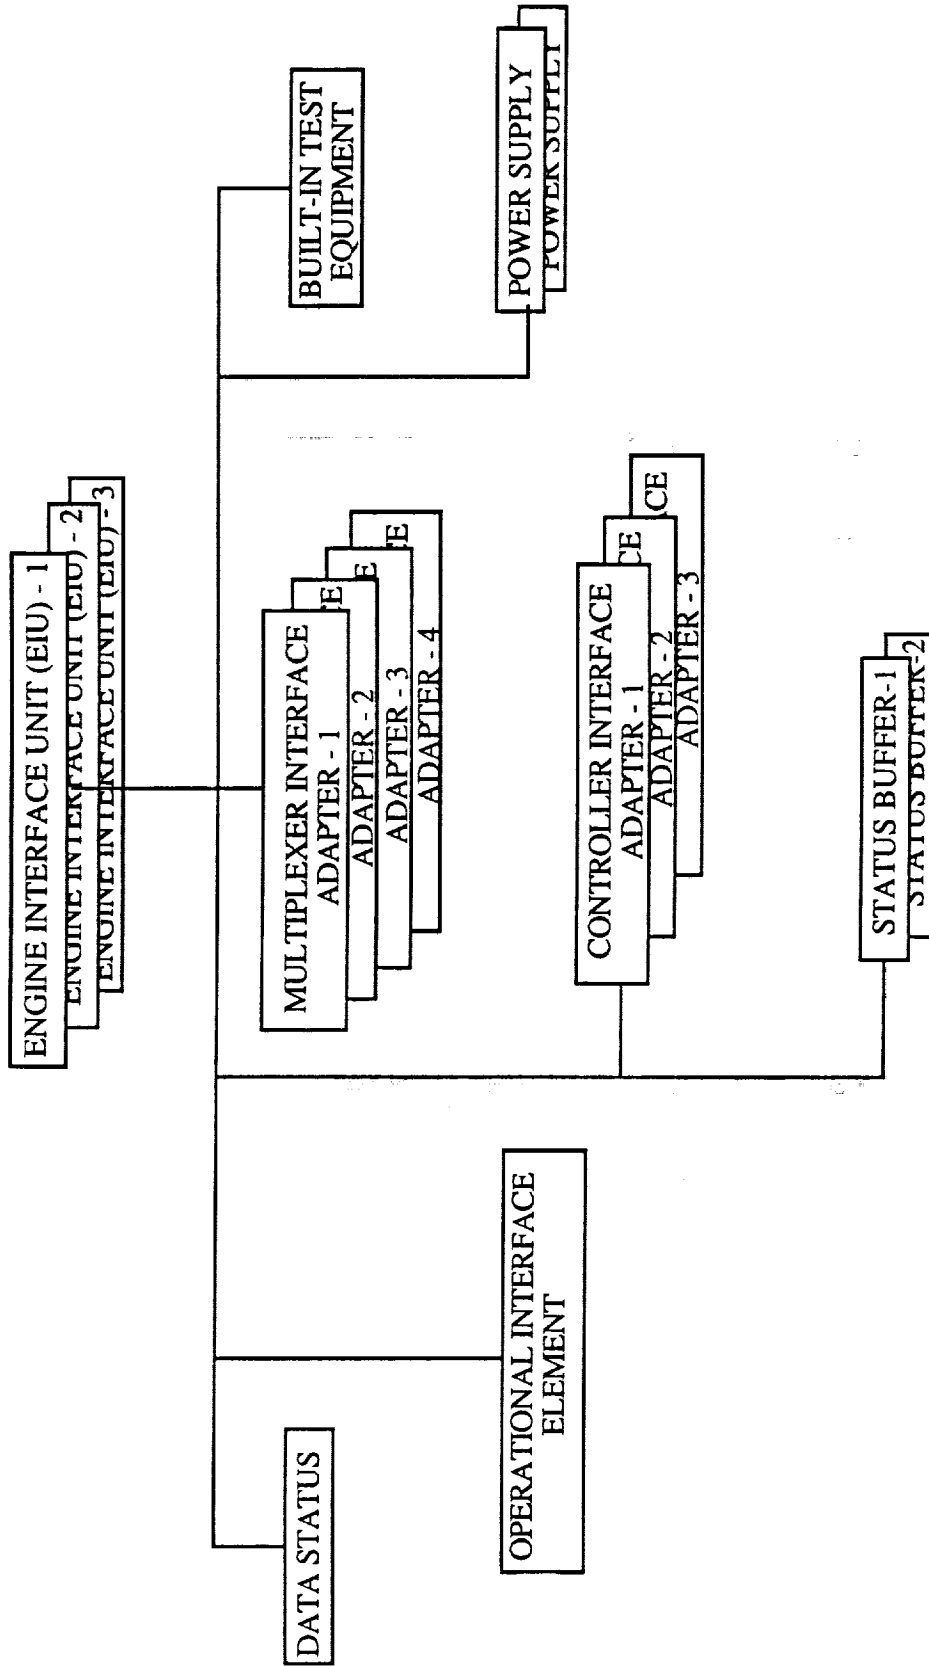 ENGINE INTERFACE UNIT (EIU) - 1
ENGINE INTERFACE UNIT (EIU) - 2
ENGINE INTERFACE UNIT (EIU) - 3
DATA STATUS
MULTIPLEXER INTERFACE
ADAPTER - 1
ADAPTER - 2
ADAPTER - 3
ADAPTER - 4
BUILT-IN TEST
EQUIPMENT
OPERATIONAL INTERFACE
ELEMENT
CONTROLLER INTERFACE
ADAPTER - 1
ADAPTER - 2
ADAPTER - 3
POWER SUPPLY
POWER SUPPLY
STATUS BUFFER-1
STATUS BUFFER-2